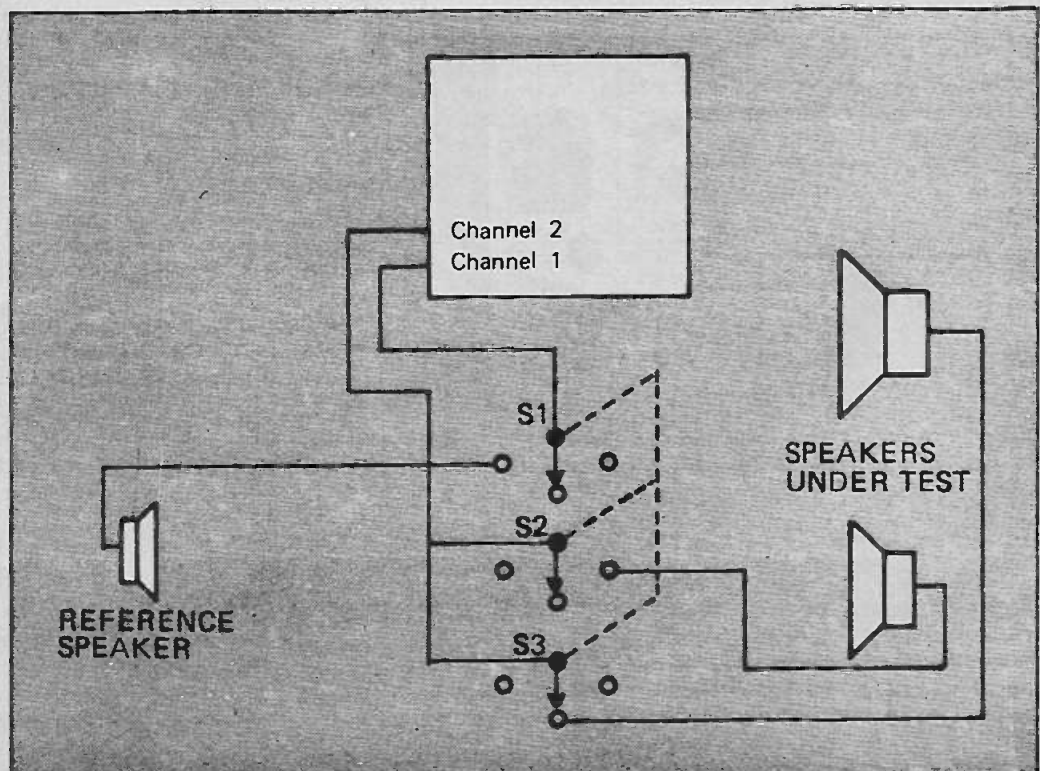 Channel 2
Channel 1
S1
SPEAKERS
UNDER TEST
S2
REFERENCE
SPEAKER
S3